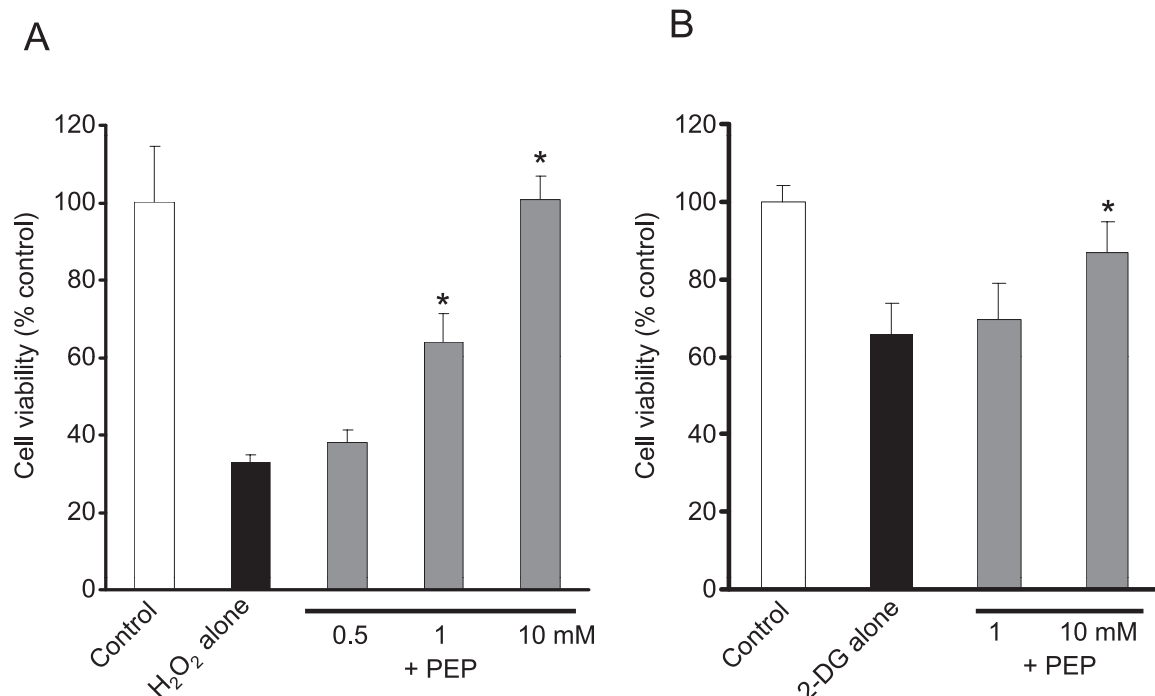 A
Cell viability (% control)
120
100
80
60
40
20
0
*
*
Control
H₂O₂ alone
0.5 1 10 mM
+ PEP
B
Cell viability (% control)
120
100
80
60
40
20
0
*
Control
2-DG alone
1 10 mM
+ PEP